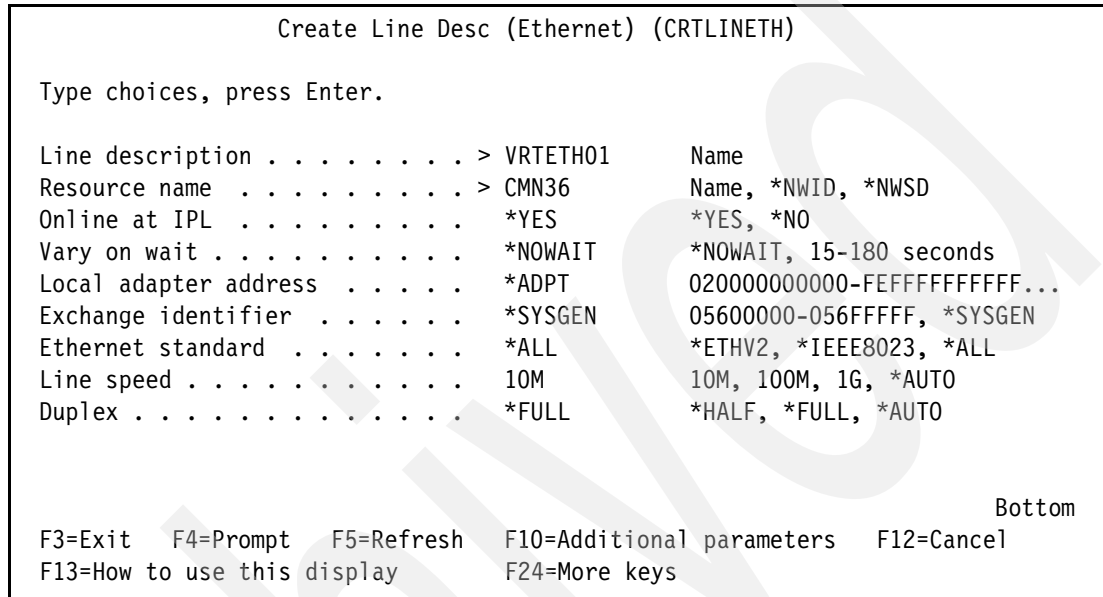 Create Line Desc (Ethernet) (CRTLINETH)
Type choices, press Enter.
Line description . . . . . . . . > VRTETH01 Name
Resource name . . . . . . . . . > CMN36 Name, *NWID, *NWSD
Online at IPL . . . . . . . . . *YES *YES, *NO
Vary on wait . . . . . . . . . . *NOWAIT *NOWAIT, 15-180 seconds
Local adapter address . . . . . *ADPT 020000000000-FEFFFFFFFFFF...
Exchange identifier . . . . . . *SYSGEN 05600000-056FFFFF, *SYSGEN
Ethernet standard . . . . . . . *ALL *ETHV2, *IEEE8023, *ALL
Line speed . . . . . . . . . . . 10M 10M, 100M, 1G, *AUTO
Duplex . . . . . . . . . . . . . *FULL *HALF, *FULL, *AUTO
Bottom
F3=Exit F4=Prompt F5=Refresh F10=Additional parameters F12=Cancel
F13=How to use this display F24=More keys